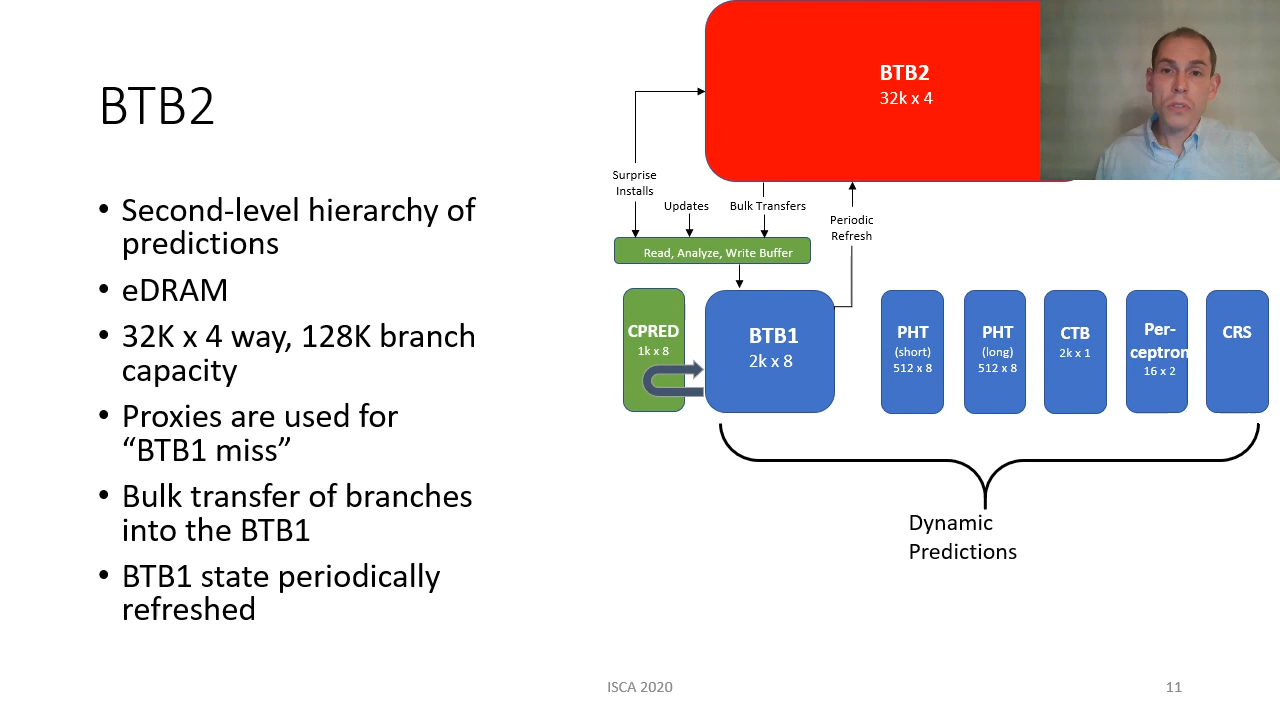 BTB2
• Second-level hierarchy of
predictions
• eDRAM
• 32K x 4 way, 128K branch
capacity
• Proxies are used for
“BTB1 miss”
• Bulk transfer of branches
into the BTB1
• BTB1 state periodically
refreshed
BTB2
32k x 4
Surprise
Installs
Updates
Bulk Transfers
Periodic
Refresh
Read, Analyze, Write Buffer
CPRED
1k x 8
BTB1
2k x 8
PHT
(short)
512 x 8
PHT
(long)
512 x 8
CTB
2k x 1
Per-
ceptron
16 x 2
CRS
Dynamic
Predictions
ISCA 2020
11